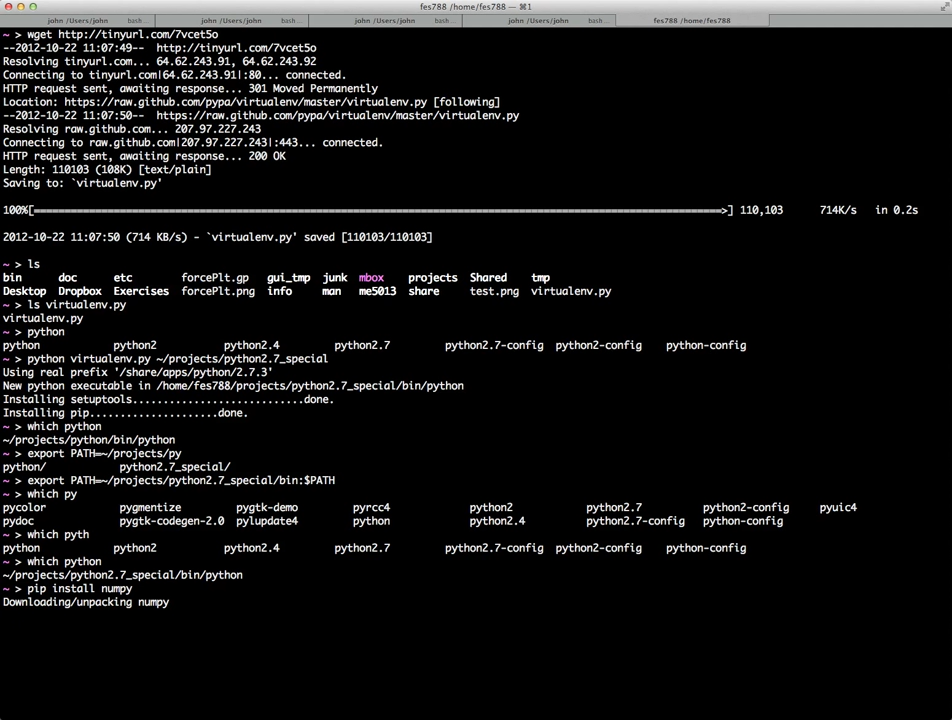 fes788 /home/fes788 — ⌘1
john /Users/john bash... john /Users/john bash ... john /Users/john bash... john /Users/john bash... fes788 /home/fes788
~ > wget http://tinyurl.com/7vcet5o
--2012-10-22 11:07:49-- http://tinyurl.com/7vcet5o
Resolving tinyurl.com... 64.62.243.91, 64.62.243.92
Connecting to tinyurl.com|64.62.243.91|:80... connected.
HTTP request sent, awaiting response... 301 Moved Permanently
Location: https://raw.github.com/pypa/virtualenv/master/virtualenv.py [following]
--2012-10-22 11:07:50-- https://raw.github.com/pypa/virtualenv/master/virtualenv.py
Resolving raw.github.com... 207.97.227.243
Connecting to raw.github.com|207.97.227.243|:443... connected.
HTTP request sent, awaiting response... 200 OK
Length: 110103 (108K) [text/plain]
Saving to: `virtualenv.py'
100%[======================================================================>] 110,103 714K/s in 0.2s
2012-10-22 11:07:50 (714 KB/s) - `virtualenv.py' saved [110103/110103]
~ > ls
bin doc etc forcePlt.gp gui_tmp junk mbox projects Shared tmp
Desktop Dropbox Exercises forcePlt.png info man me5013 share test.png virtualenv.py
~ > ls virtualenv.py
virtualenv.py
~ > python
python python2 python2.4 python2.7 python2.7-config python2-config python-config
~ > python virtualenv.py ~/projects/python2.7_special
Using real prefix '/share/apps/python/2.7.3'
New python executable in /home/fes788/projects/python2.7_special/bin/python
Installing setuptools............................done.
Installing pip.....................done.
~ > which python
~/projects/python/bin/python
~ > export PATH=~/projects/py
python/ python2.7_special/
~ > export PATH=~/projects/python2.7_special/bin:$PATH
~ > which py
pycolor pygmentize pygtk-demo pyrcc4 python2 python2.7 python2-config pyuic4
pydoc pygtk-codegen-2.0 pylupdate4 python python2.4 python2.7-config python-config
~ > which pyth
python python2 python2.4 python2.7 python2.7-config python2-config python-config
~ > which python
~/projects/python2.7_special/bin/python
~ > pip install numpy
Downloading/unpacking numpy